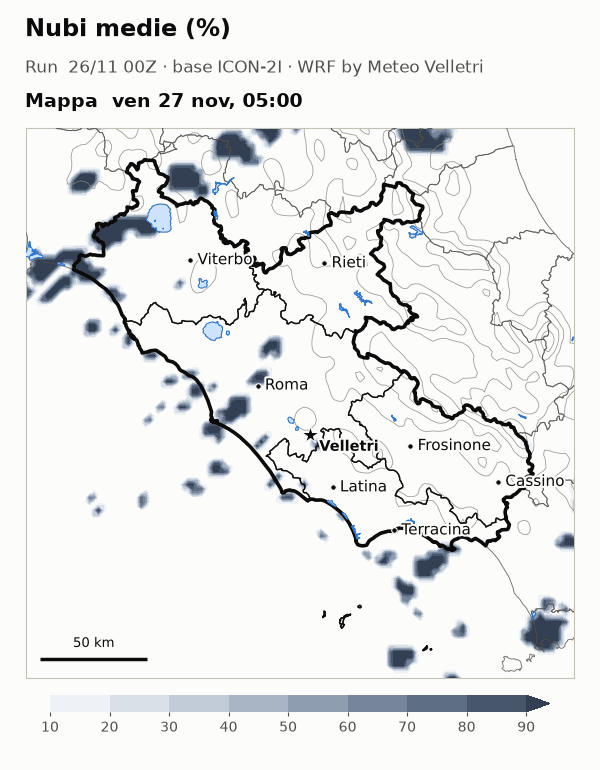 Nubi medie (%)
Run  26/11 00Z · base ICON-2I · WRF by Meteo Velletri
Mappa  ven 27 nov, 05:00
Viterbo
Rieti
Roma
Velletri
Frosinone
Latina
Cassino
Terracina
50 km
10 20 30 40 50 60 70 80 90